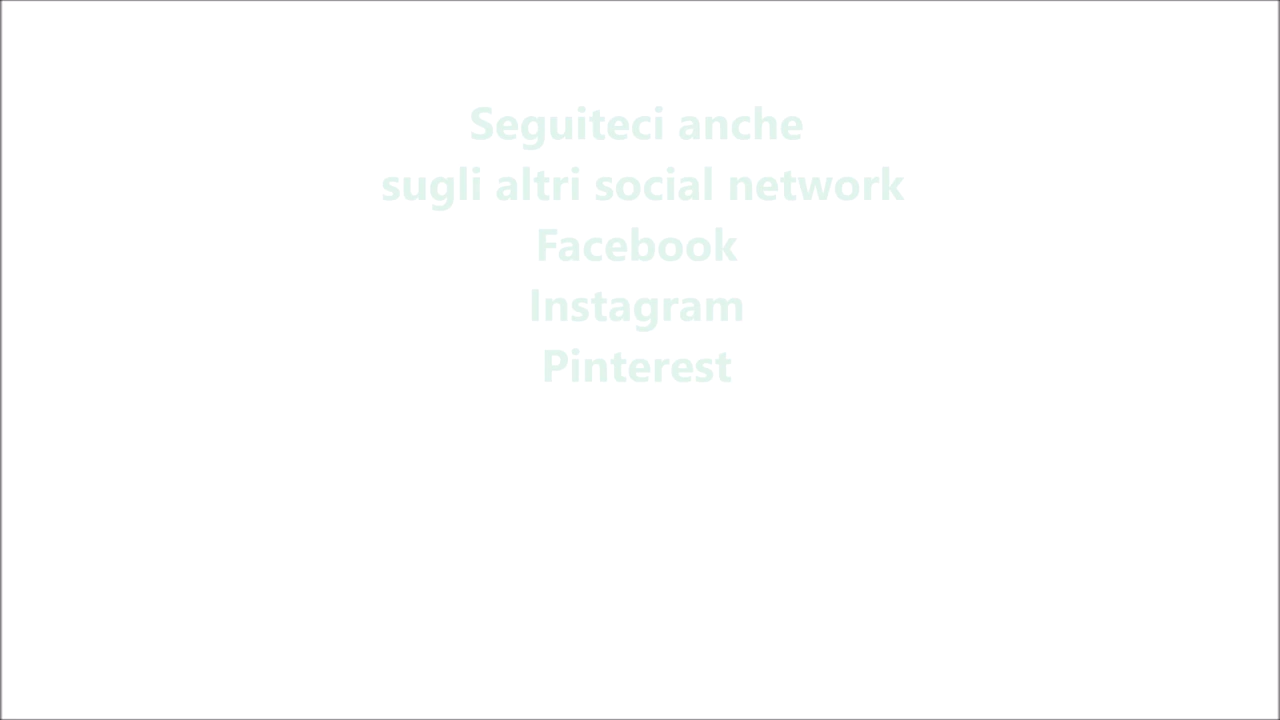 Seguiteci anche
sugli altri social network
Facebook
Instagram
Pinterest